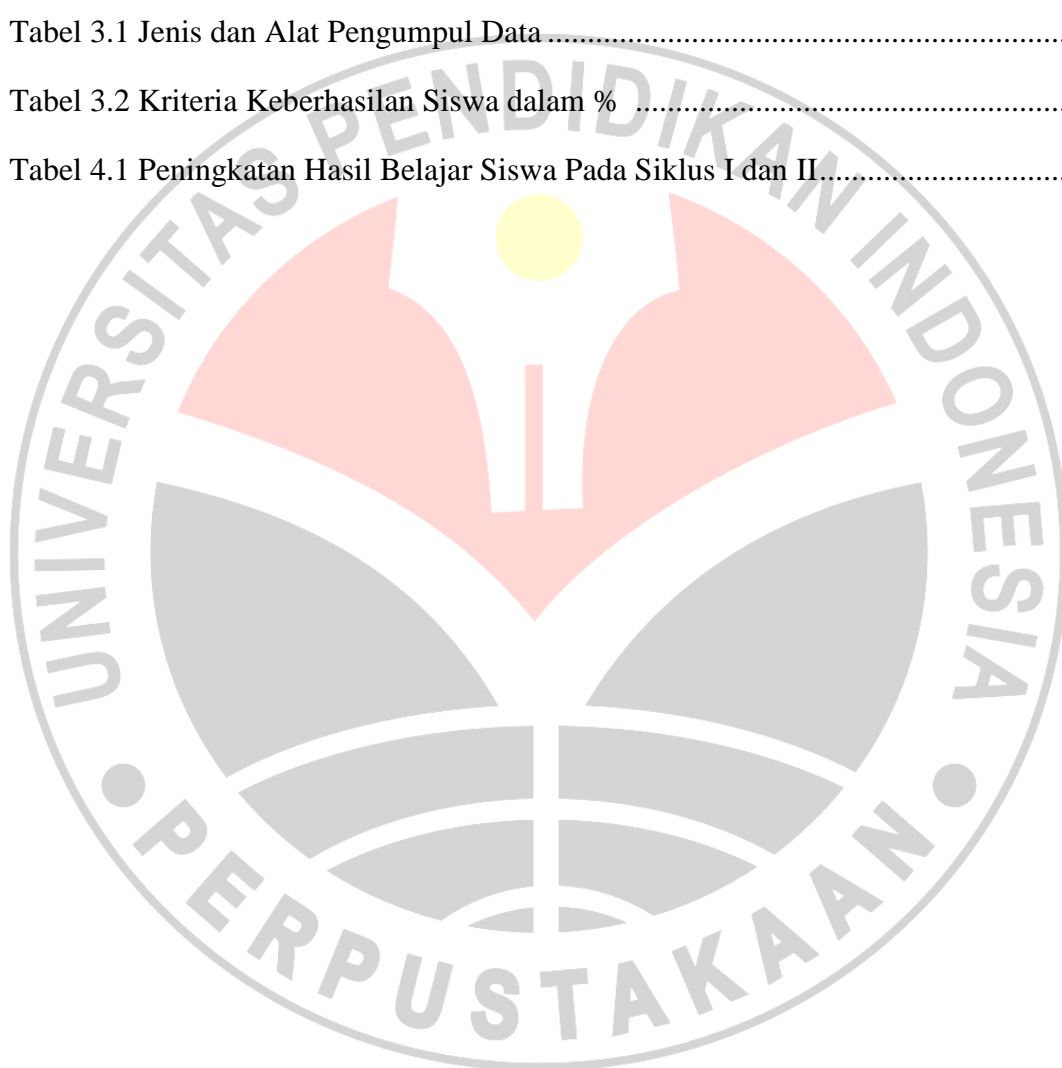 Tabel 3.1 Jenis dan Alat Pengumpul Data ....................................................................
Tabel 3.2 Kriteria Keberhasilan Siswa dalam % ........................................................
Tabel 4.1 Peningkatan Hasil Belajar Siswa Pada Siklus I dan II................................
UNIVERSITAS PENDIDIKAN INDONESIA
PERPUSTAKAAN